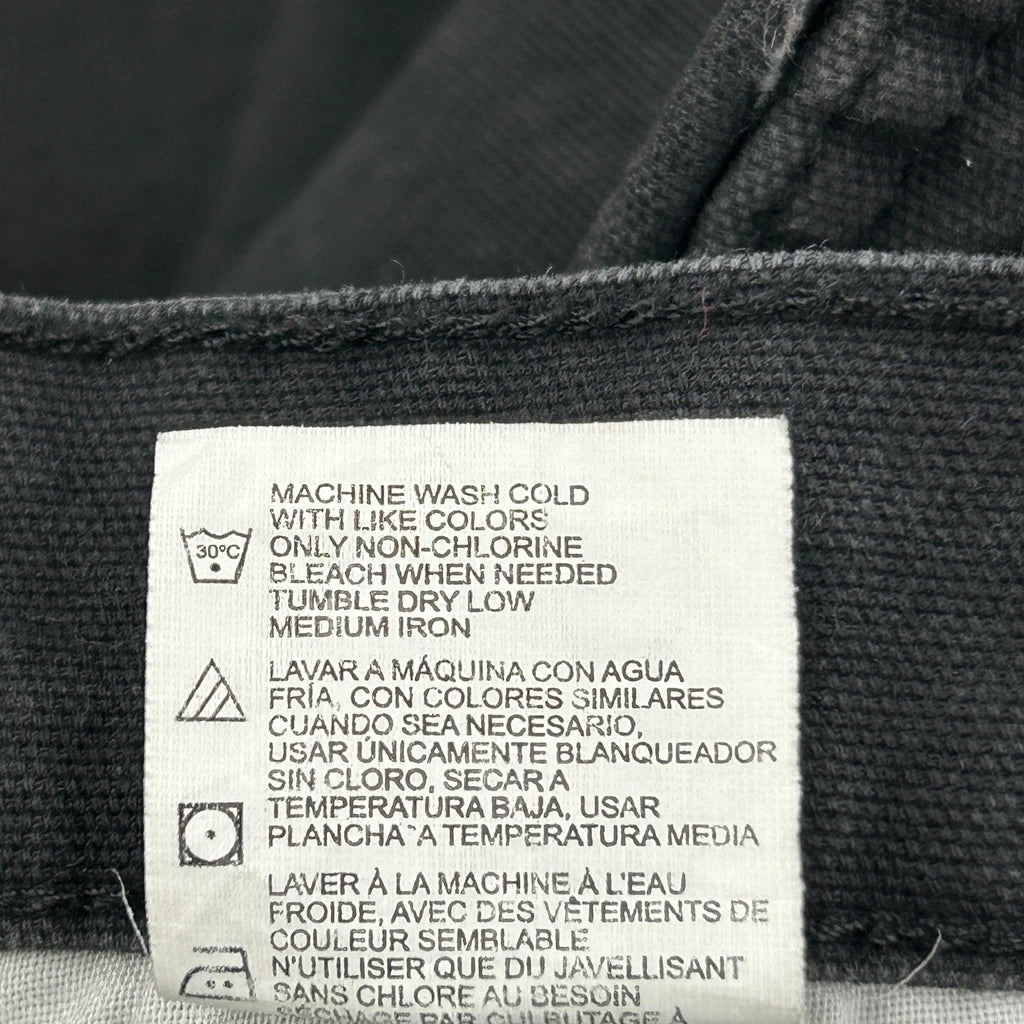 MACHINE WASH COLD
WITH LIKE COLORS
30°C
ONLY NON-CHLORINE
BLEACH WHEN NEEDED
TUMBLE DRY LOW
MEDIUM IRON
LAVAR A MÁQUINA CON AGUA
FRÍA, CON COLORES SIMILARES
CUANDO SEA NECESARIO,
USAR ÚNICAMENTE BLANQUEADOR
SIN CLORO, SECAR A
TEMPERATURA BAJA, USAR
PLANCHA A TEMPERATURA MEDIA
LAVER À LA MACHINE À L'EAU
FROIDE, AVEC DES VÊTEMENTS DE
COULEUR SEMBLABLE
N'UTILISER QUE DU JAVELLISANT
SANS CHLORE AU BESOIN
SÉCHAGE PAR CULBUTAGE À